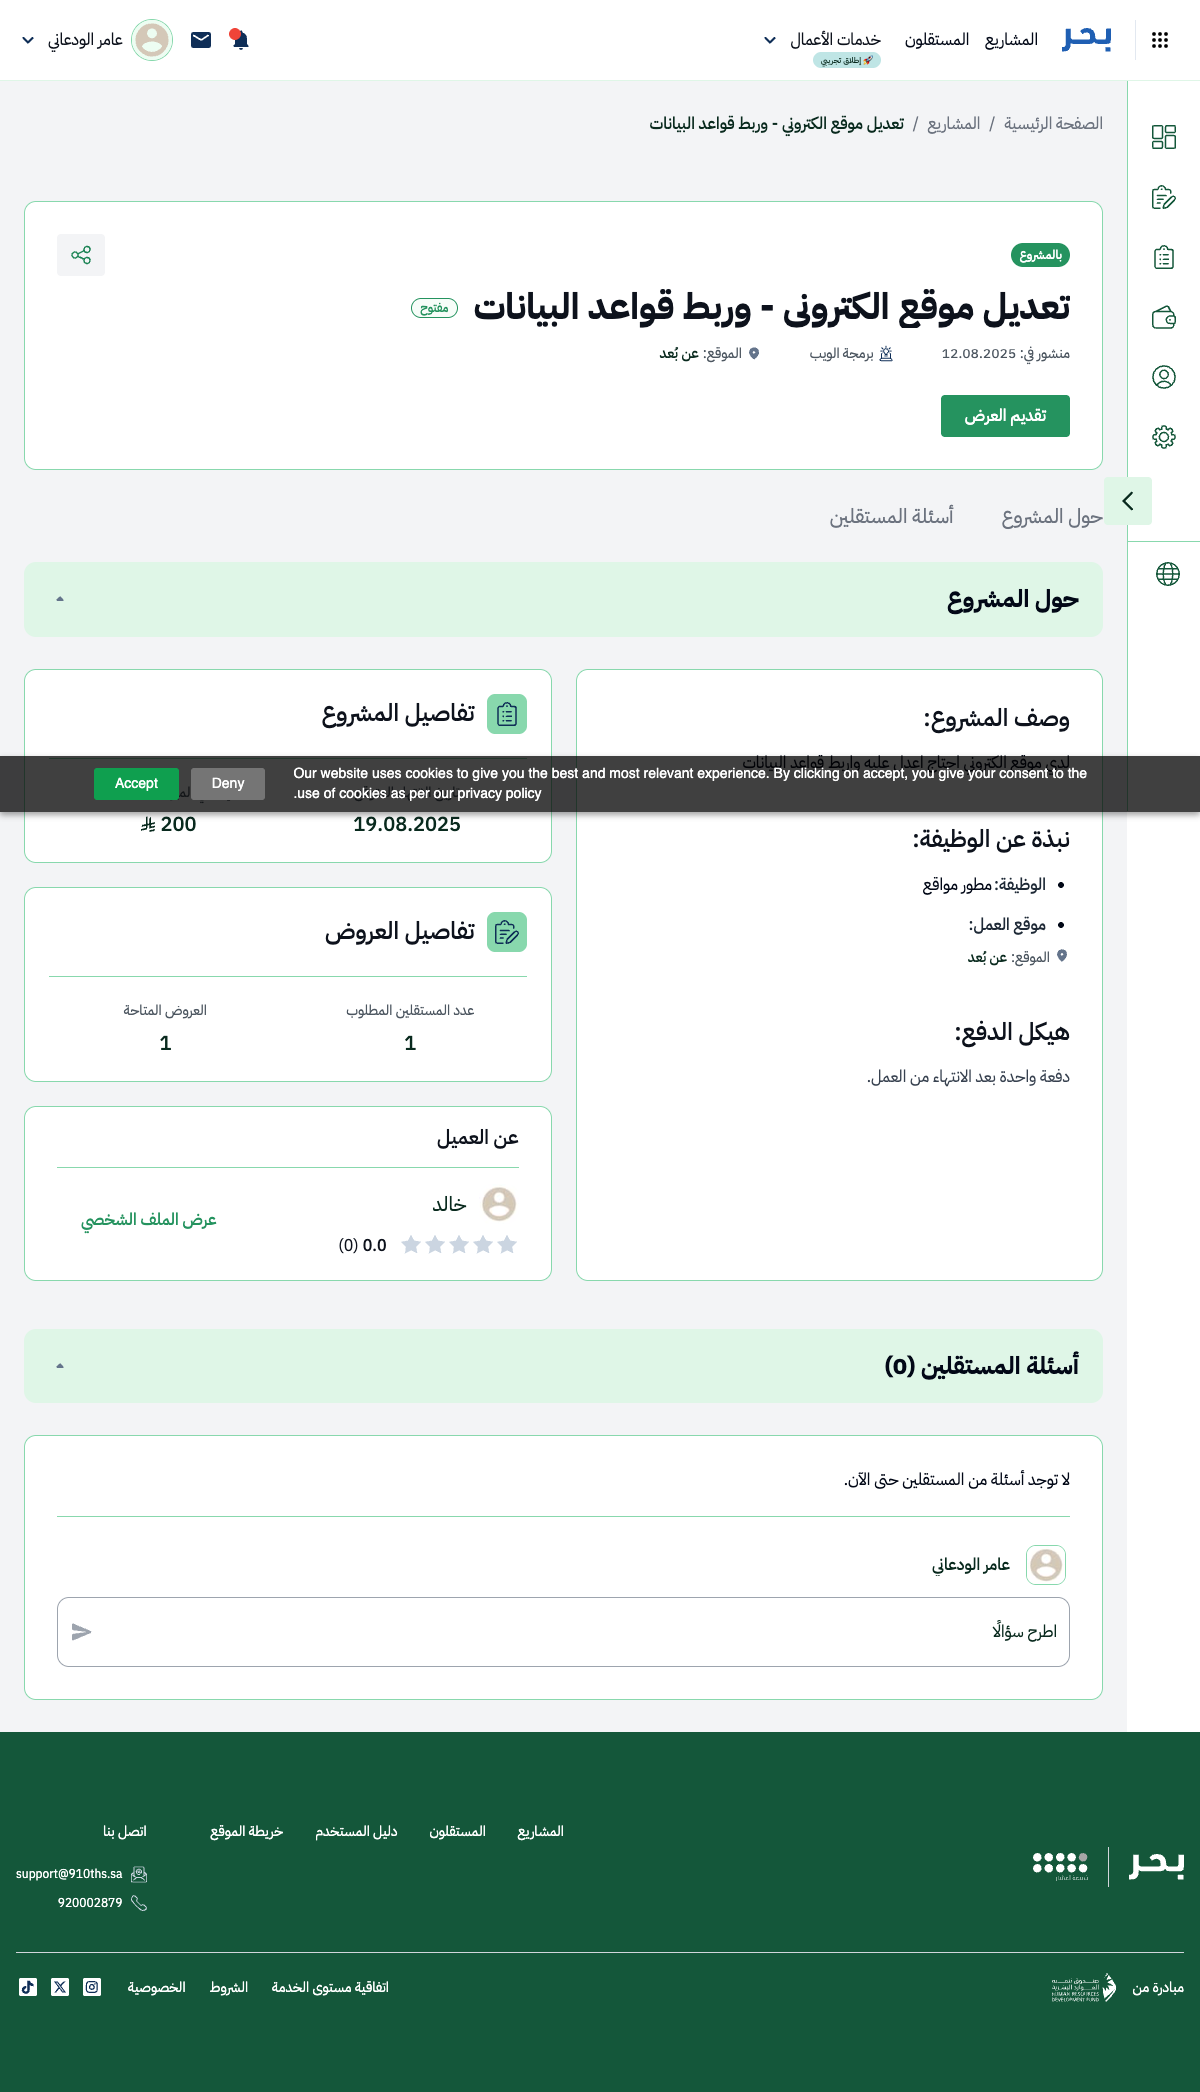 بحر
المشاريع
المستقلون
خدمات الأعمال
إطلاق تجريبي
عامر الودعاني
الصفحة الرئيسية / المشاريع / تعديل موقع الكتروني - وربط قواعد البيانات
بالمشروع
تعديل موقع الكتروني - وربط قواعد البيانات
مفتوح
منشور في: 12.08.2025
برمجة الويب
الموقع: عن بُعد
تقديم العرض
حول المشروع
أسئلة المستقلين
حول المشروع
وصف المشروع:
لدي موقع الكتروني احتاج اعدل عليه واربط قواعد البيانات
نبذة عن الوظيفة:
الوظيفة: مطور مواقع
موقع العمل:
الموقع: عن بُعد
هيكل الدفع:
دفعة واحدة بعد الانتهاء من العمل.
تفاصيل المشروع
Our website uses cookies to give you the best and most relevant experience. By clicking on accept, you give your consent to the
use of cookies as per our privacy policy.
Deny
Accept
19.08.2025
200
تفاصيل العروض
عدد المستقلين المطلوب
1
العروض المتاحة
1
عن العميل
خالد
0.0 (0)
عرض الملف الشخصي
أسئلة المستقلين (0)
لا توجد أسئلة من المستقلين حتى الآن.
عامر الودعاني
اطرح سؤالًا
بحر
المشاريع
المستقلون
دليل المستخدم
خريطة الموقع
اتصل بنا
support@910ths.sa
920002879
مبادرة من
HUMAN RESOURCES
DEVELOPMENT FUND
اتفاقية مستوى الخدمة
الشروط
الخصوصية